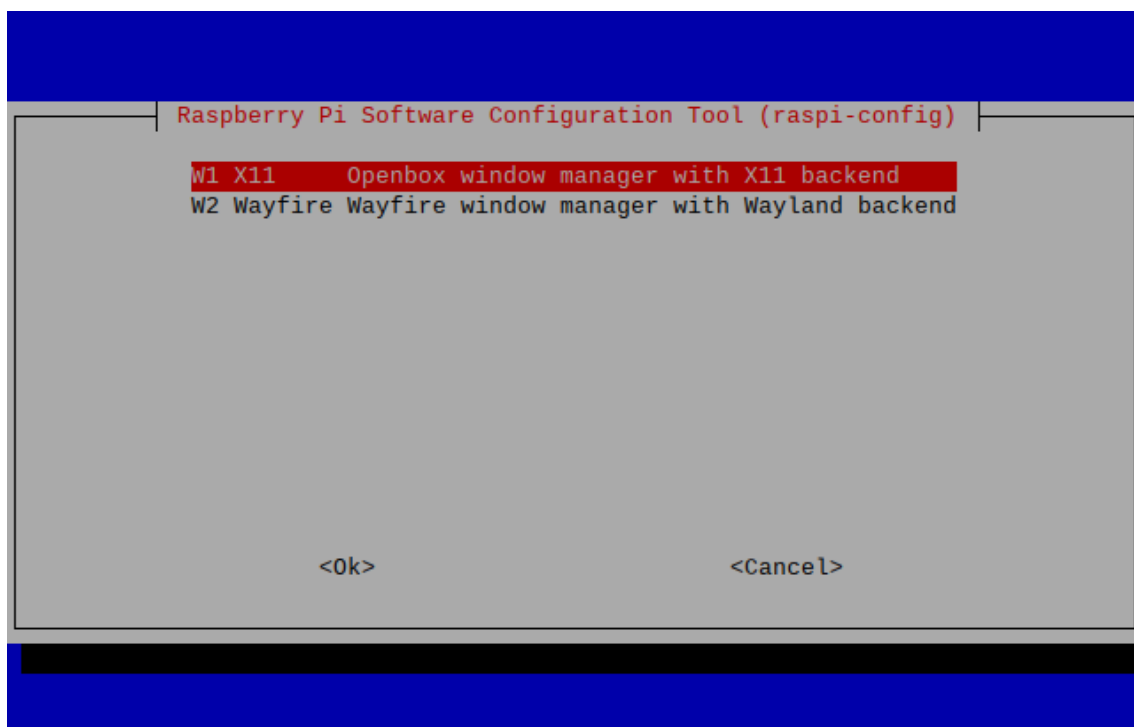 Raspberry Pi Software Configuration Tool (raspi-config)
W1 X11 Openbox window manager with X11 backend
W2 Wayfire Wayfire window manager with Wayland backend
<Ok> <Cancel>